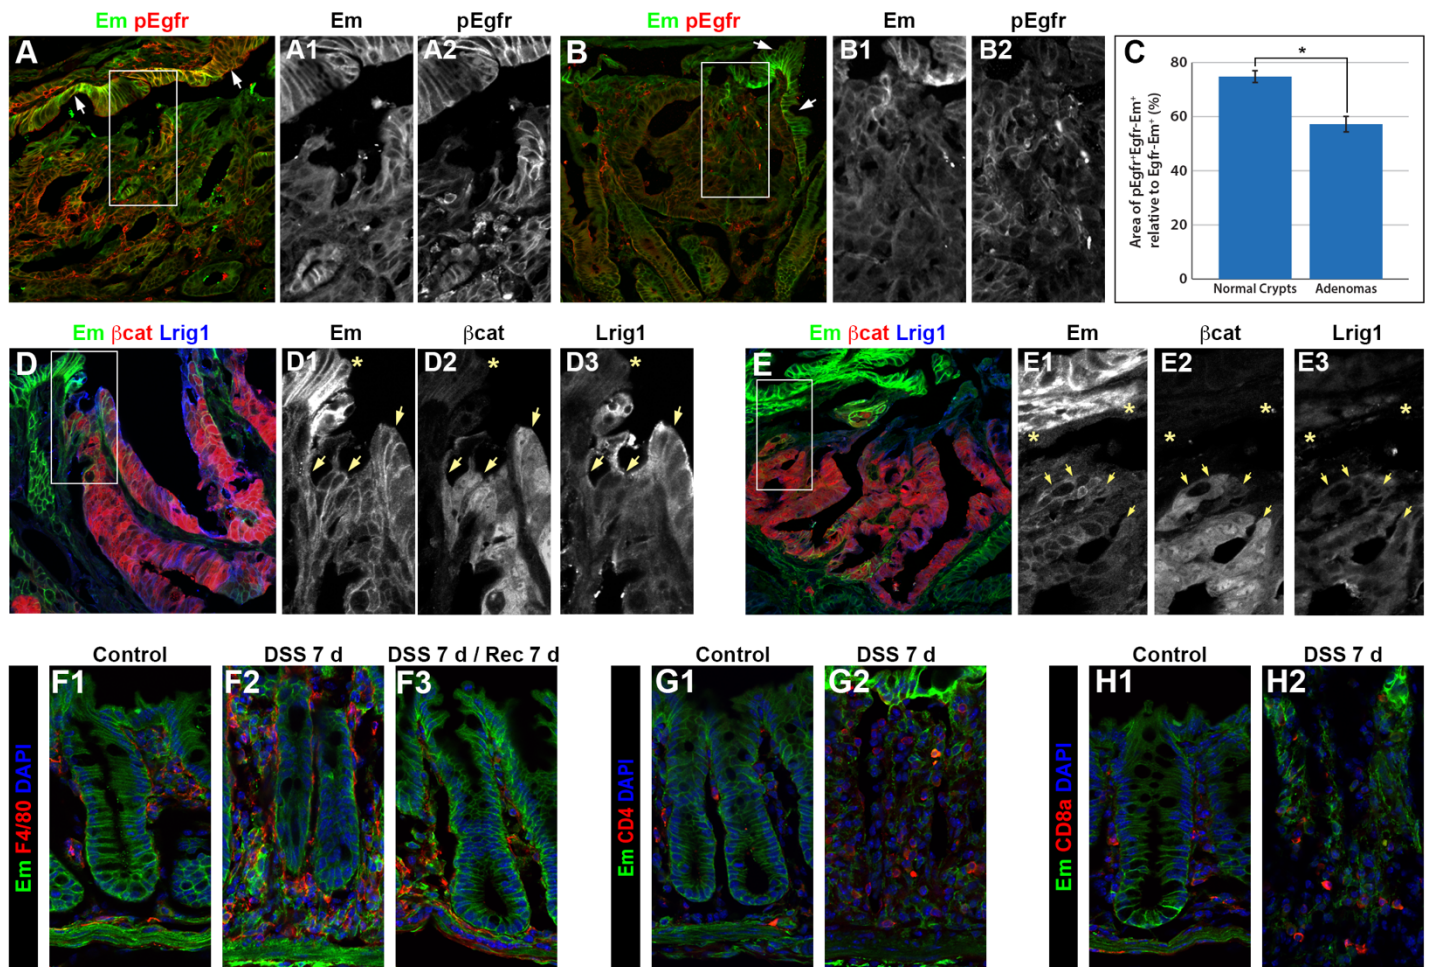 Em pEgfr
Em
pEgfr
Em pEgfr
Em
pEgfr
A
A1
A2
B
B1
B2
C
*
80
60
40
20
0
Area of pEgfr⁺Egfr-Em⁺
relative to Egfr-Em⁺ (%)
Normal Crypts
Adenomas
Em βcat Lrig1
Em
βcat
Lrig1
Em βcat Lrig1
Em
βcat
Lrig1
D
D1
*
D2
*
D3
*
E
E1
*
*
E2
*
*
E3
*
*
Control
DSS 7 d
DSS 7 d / Rec 7 d
Control
DSS 7 d
Control
DSS 7 d
Em F4/80 DAPI
F1
F2
F3
Em CD4 DAPI
G1
G2
Em CD8a DAPI
H1
H2